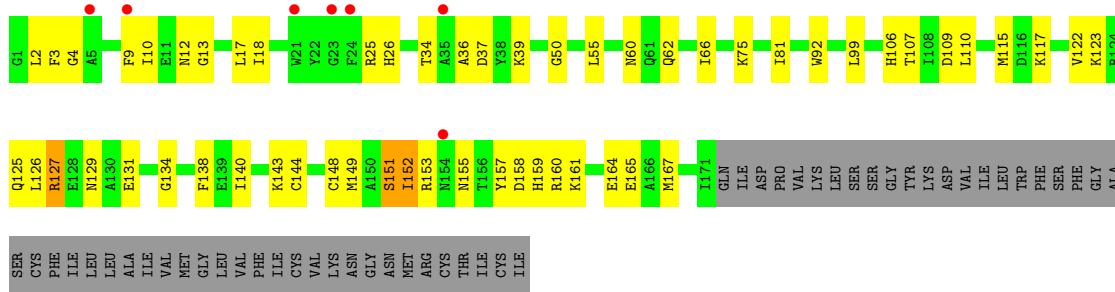 G1 L2 F3 G4 A5 F9 I10 E11 N12 G13 L17 I18 W21 Y22 G23 F24 R25 H26 T34 A35 A36 D37 Y38 K39 G50 L55 N60 Q61 Q62 I66 K75 I81 W92 L99 H106 T107 I108 D109 L110 M115 D116 K117 V122 K123 R124
Q125 L126 R127 E128 N129 A130 E131 G134 F138 E139 I140 K143 C144 C148 M149 A150 S151 I152 R153 N154 N155 T156 Y157 D158 H159 R160 K161 E164 E165 A166 M167 I171 GLN ILE ASP PRO VAL LYS LEU SER SER GLY TYR LYS ASP VAL ILE LEU TRP PHE SER PHE GLY ALA
SER CYS PHE ILE LEU LEU ALA ILE VAL MET GLY LEU VAL PHE ILE CYS VAL LYS ASN GLY ASN MET ARG CYS THR ILE CYS ILE